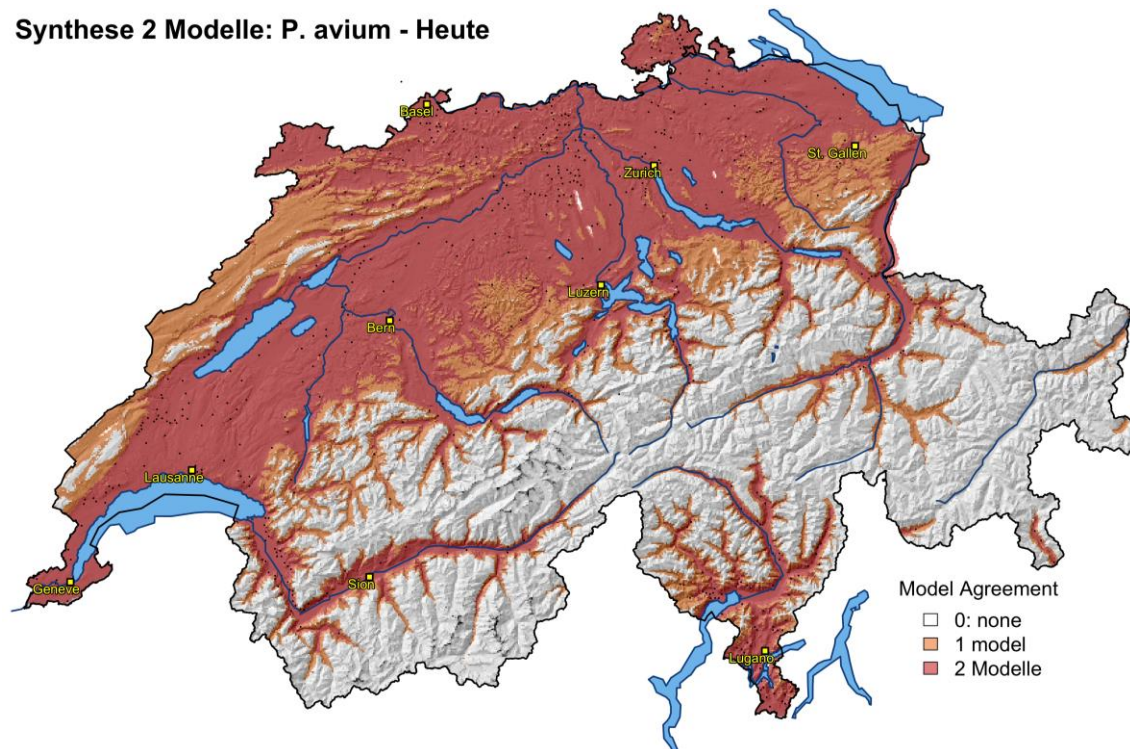 Synthese 2 Modelle: P. avium - Heute
Basel
St. Gallen
Zurich
Luzern
Bern
Lausanne
Geneve
Sion
Lugano
Model Agreement
0: none
1 model
2 Modelle